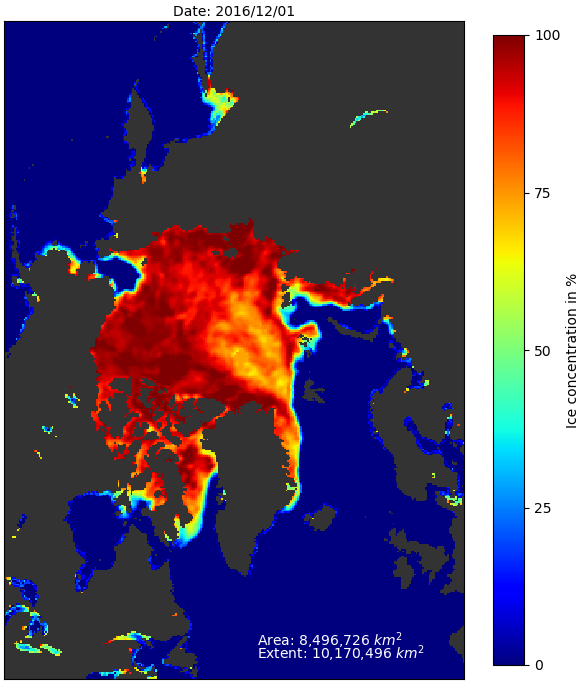 Date: 2016/12/01
100
75
50
25
0
Ice concentration in %
Area: 8,496,726 km²
Extent: 10,170,496 km²